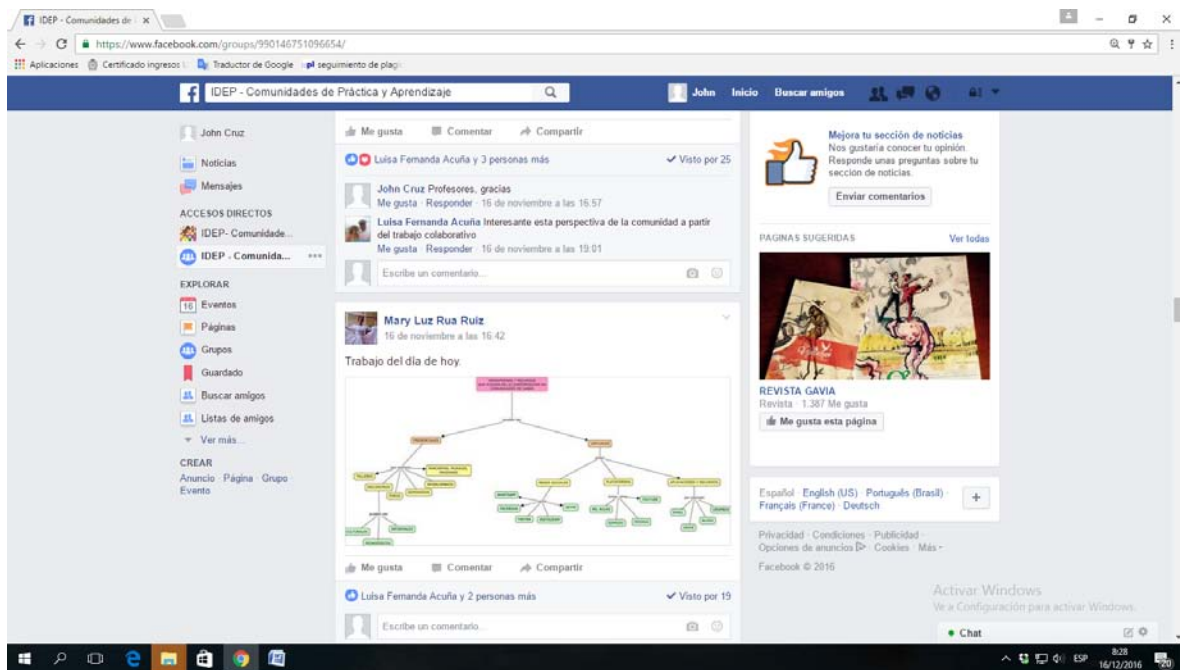 IDEP - Comunidades de
https://www.facebook.com/groups/990146751096654/
Aplicaciones Certificado ingresos Traductor de Google seguimiento de plagi
IDEP - Comunidades de Práctica y Aprendizaje
John Inicio Buscar amigos
John Cruz
Noticias
Mensajes
ACCESOS DIRECTOS
IDEP- Comunidade...
IDEP - Comunida...
EXPLORAR
16 Eventos
Páginas
Grupos
Guardado
Buscar amigos
Listas de amigos
Ver más...
CREAR
Anuncio · Página · Grupo ·
Evento
Me gusta Comentar Compartir
Luisa Fernanda Acuña y 3 personas más Visto por 25
John Cruz Profesores, gracias
Me gusta · Responder · 16 de noviembre a las 16:57
Luisa Fernanda Acuña Interesante esta perspectiva de la comunidad a partir
del trabajo colaborativo
Me gusta · Responder · 16 de noviembre a las 19:01
Escribe un comentario...
Mary Luz Rua Ruiz
16 de noviembre a las 16:42
Trabajo del día de hoy.
Me gusta Comentar Compartir
Luisa Fernanda Acuña y 2 personas más Visto por 19
Escribe un comentario...
Mejora tu sección de noticias
Nos gustaría conocer tu opinión.
Responde unas preguntas sobre tu
sección de noticias.
Enviar comentarios
PÁGINAS SUGERIDAS Ver todas
REVISTA GAVIA
Revista · 1.387 Me gusta
Me gusta esta página
Español · English (US) · Português (Brasil) ·
Français (France) · Deutsch
Privacidad · Condiciones · Publicidad ·
Opciones de anuncios · Cookies · Más
Facebook © 2016
Activar Windows
Ve a Configuración para activar Windows.
Chat
ESP
8:28
16/12/2016
20